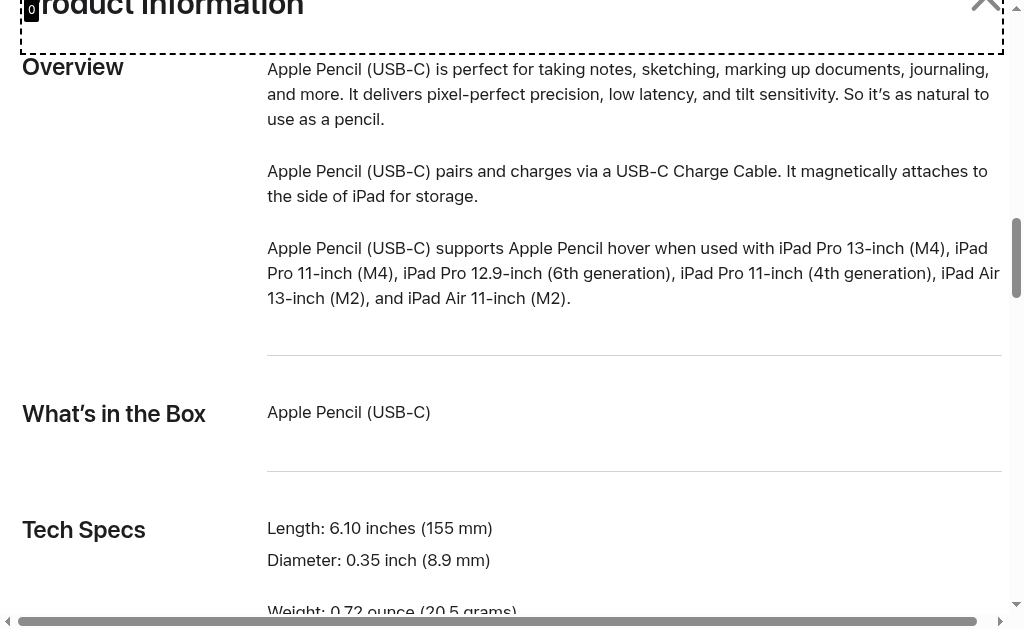 0
Product Information
Overview
Apple Pencil (USB-C) is perfect for taking notes, sketching, marking up documents, journaling,
and more. It delivers pixel-perfect precision, low latency, and tilt sensitivity. So it’s as natural to
use as a pencil.
Apple Pencil (USB-C) pairs and charges via a USB-C Charge Cable. It magnetically attaches to
the side of iPad for storage.
Apple Pencil (USB-C) supports Apple Pencil hover when used with iPad Pro 13-inch (M4), iPad
Pro 11-inch (M4), iPad Pro 12.9-inch (6th generation), iPad Pro 11-inch (4th generation), iPad Air
13-inch (M2), and iPad Air 11-inch (M2).
What’s in the Box
Apple Pencil (USB-C)
Tech Specs
Length: 6.10 inches (155 mm)
Diameter: 0.35 inch (8.9 mm)
Weight: 0.72 ounce (20.5 grams)